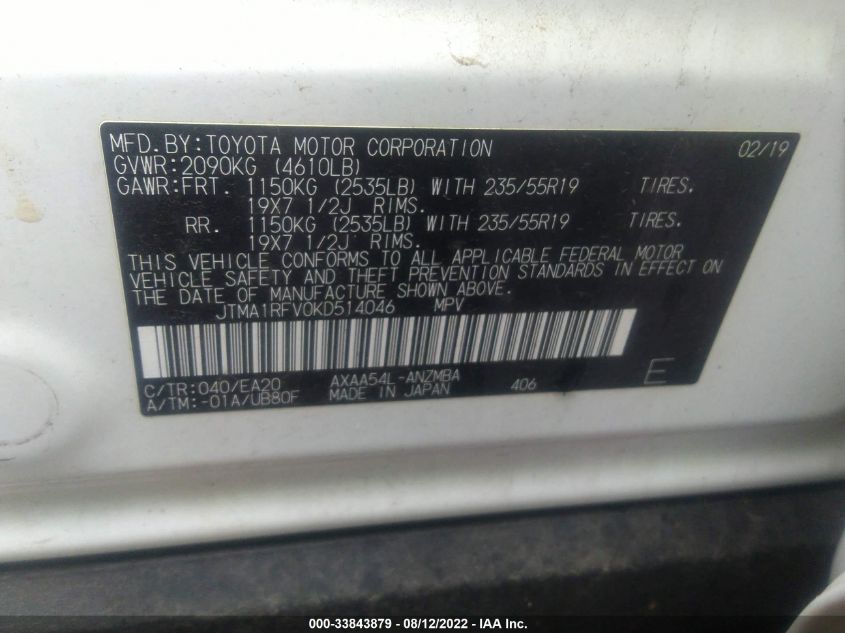 MFD.BY:TOYOTA MOTOR CORPORATION 02/19
GVWR:2090KG (4610LB)
GAWR:FRT. 1150KG (2535LB) WITH 235/55R19 TIRES.
19X7 1/2J RIMS.
RR. 1150KG (2535LB) WITH 235/55R19 TIRES.
19X7 1/2J RIMS.
THIS VEHICLE CONFORMS TO ALL APPLICABLE FEDERAL MOTOR
VEHICLE SAFETY AND THEFT PREVENTION STANDARDS IN EFFECT ON
THE DATE OF MANUFACTURE SHOWN ABOVE.
JTMA1RFV0KD514046 MPV
C/TR:040/EA20 AXAA54L-ANZMBA 406 E
A/TM:-01A/UB80F MADE IN JAPAN
000-33843879 - 08/12/2022 - IAA Inc.